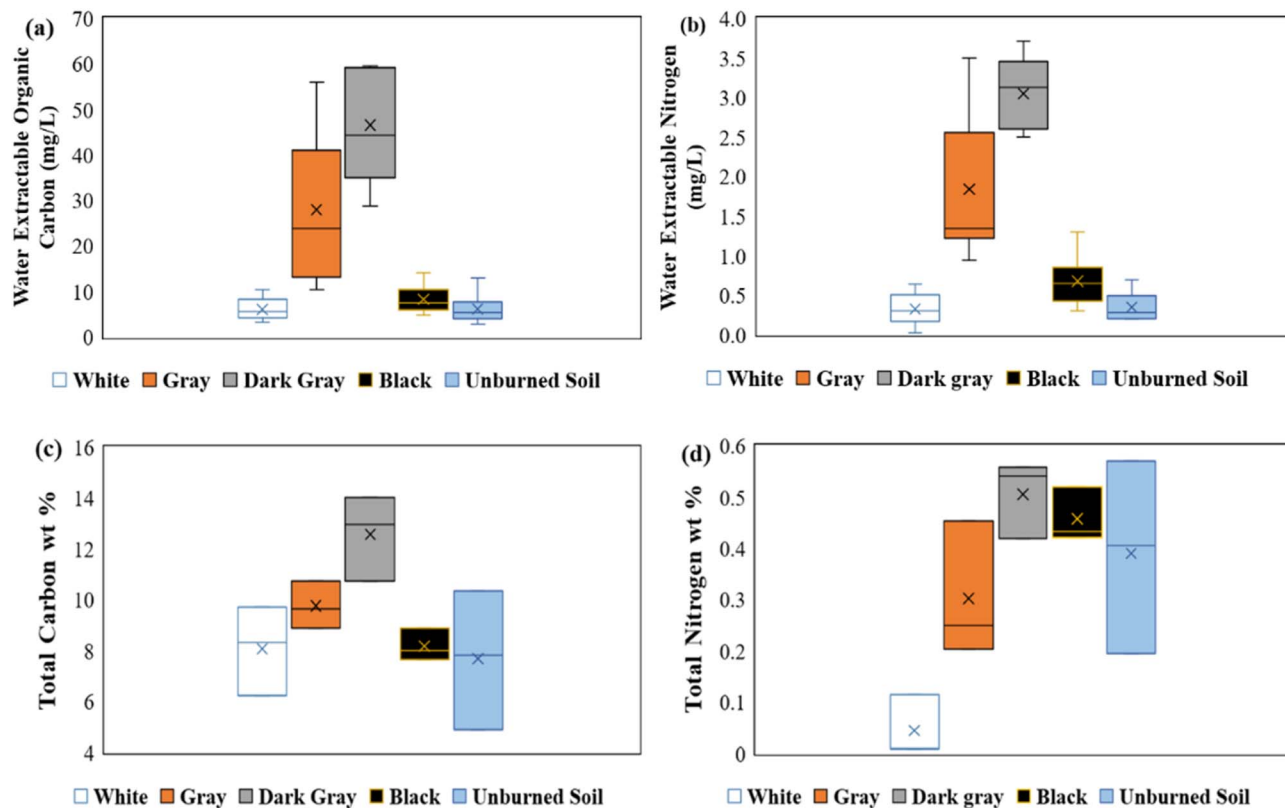 (a)
Water Extractable Organic
Carbon (mg/L)
70
60
50
40
30
20
10
0
White Gray Dark Gray Black Unburned Soil
(b)
Water Extractable Nitrogen
(mg/L)
4.0
3.5
3.0
2.5
2.0
1.5
1.0
0.5
0.0
White Gray Dark gray Black Unburned Soil
(c)
Total Carbon wt %
16
14
12
10
8
6
4
White Gray Dark Gray Black Unburned Soil
(d)
Total Nitrogen wt %
0.6
0.5
0.4
0.3
0.2
0.1
0
White Gray Dark gray Black Unburned Soil